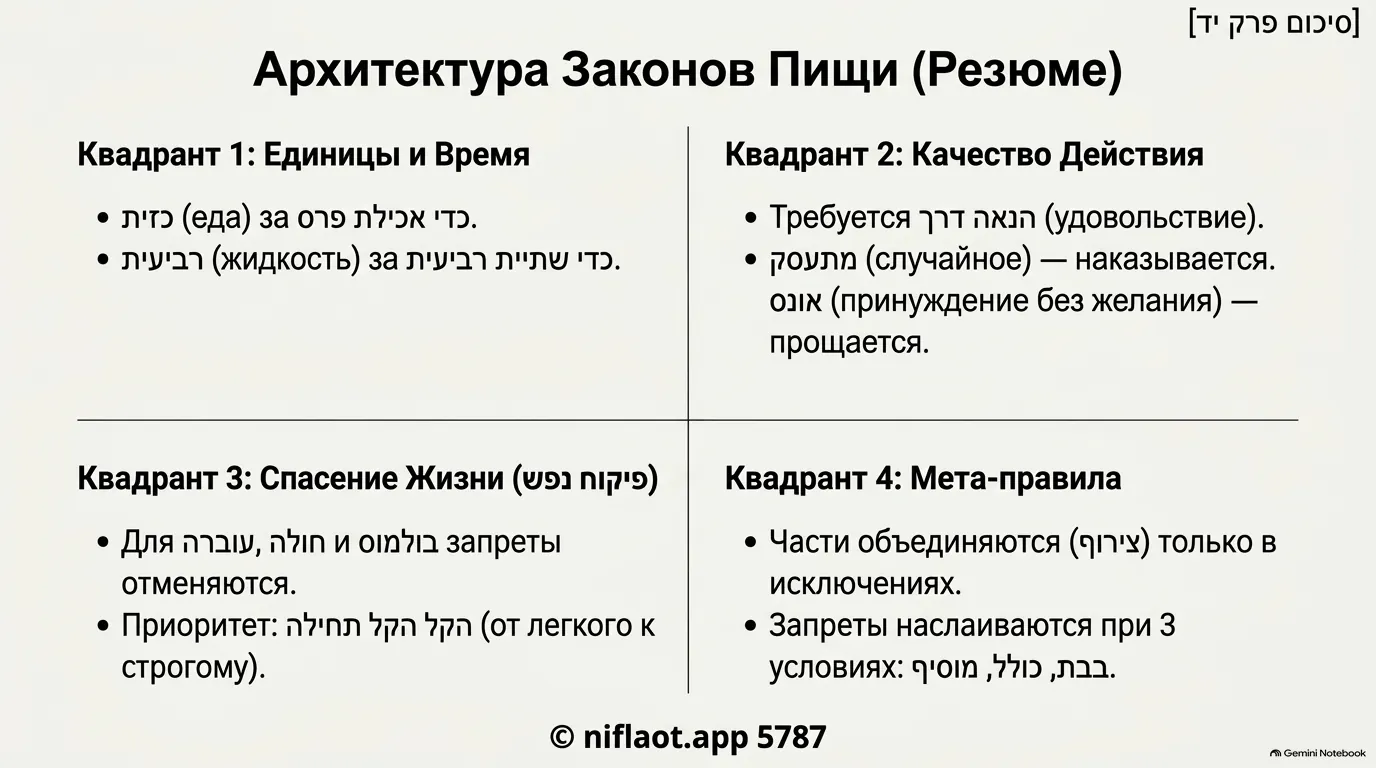 [סיכום פרק יד]
Архитектура Законов Пищи (Резюме)
Квадрант 1: Единицы и Время
• כזית (еда) за כדי אכילת פרס.
• רביעית (жидкость) за כדי שתיית רביעית.
Квадрант 2: Качество Действия
• Требуется דרך הנאה (удовольствие).
• מתעסק (случайное) — наказывается.
אונס (принуждение без желания) —
прощается.
Квадрант 3: Спасение Жизни (פיקוח נפש)
• Для עוברה, חולה и בולמוס запреты
отменяются.
• Приоритет: הקל הקל תחילה (от легкого к
строгому).
Квадрант 4: Мета-правила
• Части объединяются (צירוף) только в
исключениях.
• Запреты наслаиваются при 3
условиях: בבת, כולל, מוסיף.
© niflaot.app 5787
Gemini Notebook